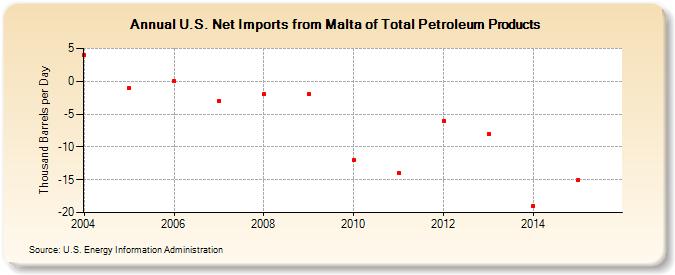 Annual U.S. Net Imports from Malta of Total Petroleum Products
Thousand Barrels per Day
5
0
-5
-10
-15
-20
2004 2006 2008 2010 2012 2014
Source: U.S. Energy Information Administration